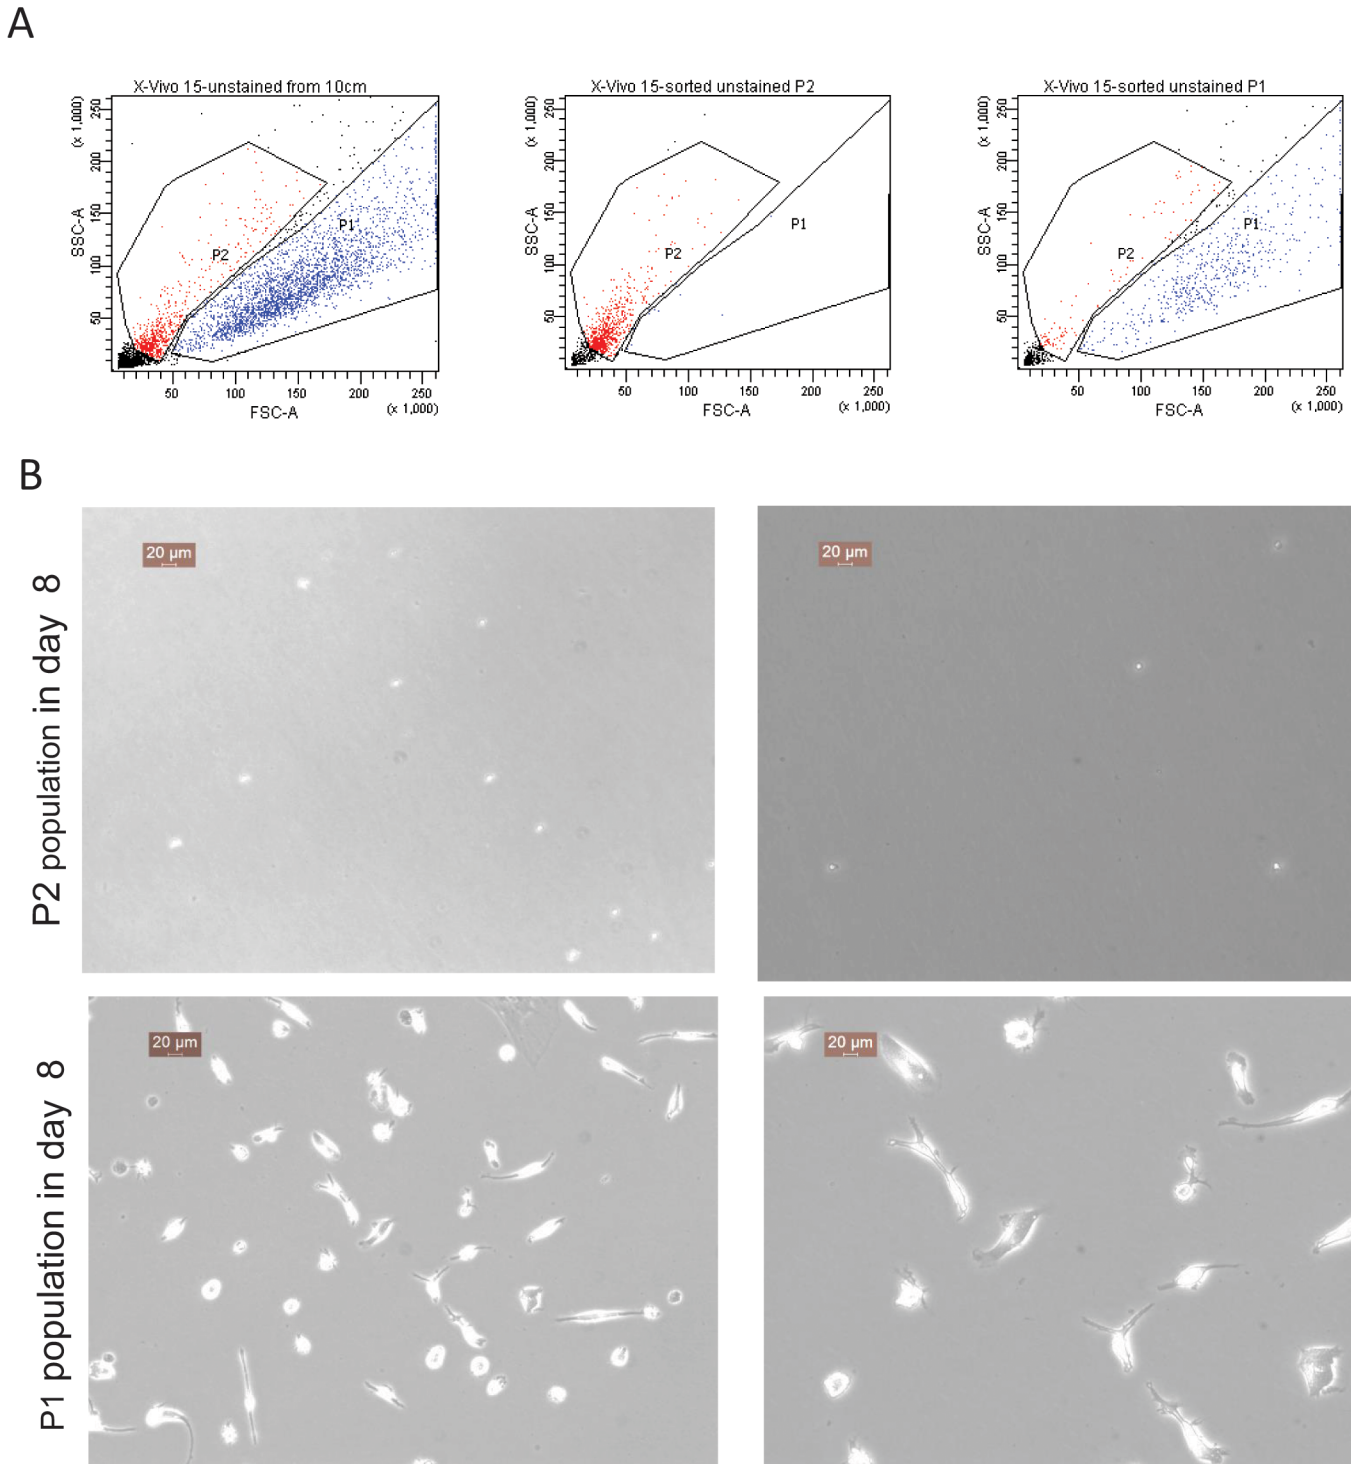 A
X-Vivo 15-unstained from 10cm
X-Vivo 15-sorted unstained P2
X-Vivo 15-sorted unstained P1
SSC-A
(x 1,000)
50
100
150
200
250
P2
P1
50
100
150
200
250
FSC-A
(x 1,000)
SSC-A
(x 1,000)
50
100
150
200
250
P2
P1
50
100
150
200
250
FSC-A
(x 1,000)
SSC-A
(x 1,000)
50
100
150
200
250
P2
P1
50
100
150
200
250
FSC-A
(x 1,000)
B
P2 population in day 8
20 µm
20 µm
P1 population in day 8
20 µm
20 µm